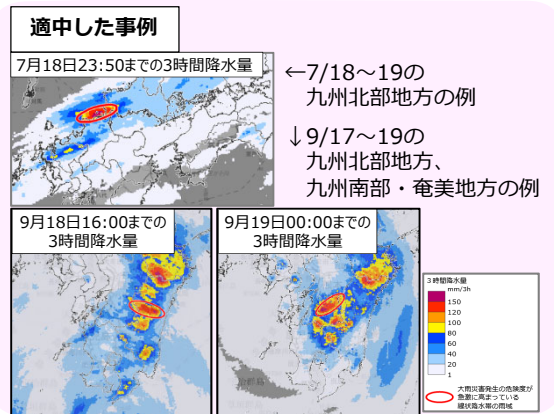 適中した事例
7月18日23:50までの3時間降水量
←7/18～19の
九州北部地方の例
↓9/17～19の
九州北部地方、
九州南部・奄美地方の例
9月18日16:00までの
3時間降水量
9月19日00:00までの
3時間降水量
3時間降水量
mm/3h
150
120
100
80
60
40
20
1
大雨災害発生の危険度が
急激に高まっている
線状降水帯の雨域